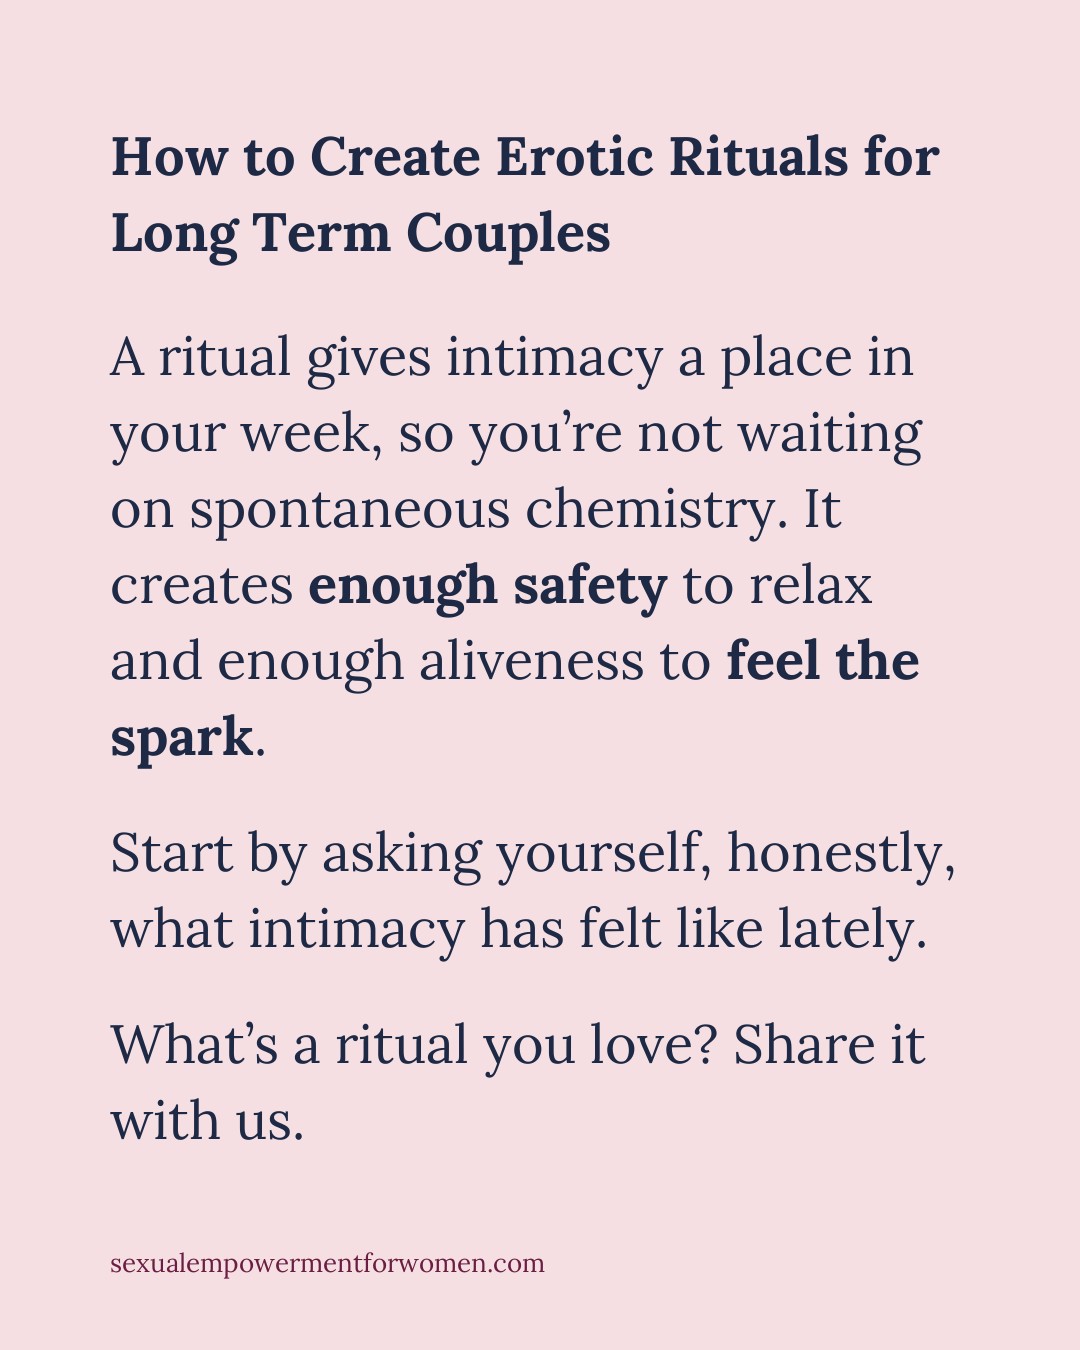 How to Create Erotic Rituals for
Long Term Couples
A ritual gives intimacy a place in
your week, so you’re not waiting
on spontaneous chemistry. It
creates enough safety to relax
and enough aliveness to feel the
spark.
Start by asking yourself, honestly,
what intimacy has felt like lately.
What’s a ritual you love? Share it
with us.
sexualempowermentforwomen.com